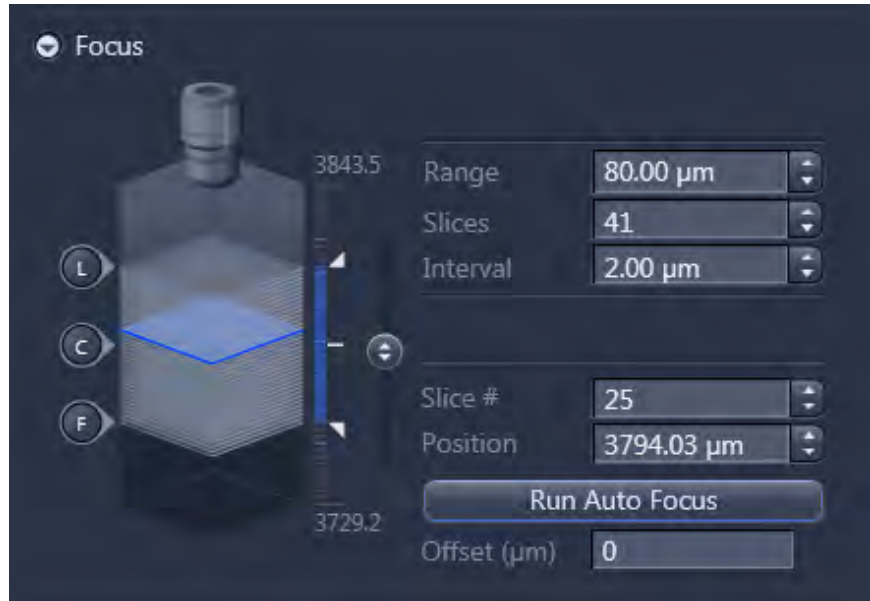 Focus
3843.5
Range 80.00 µm
Slices 41
L
Interval 2.00 µm
C
Slice # 25
F
Position 3794.03 µm
Run Auto Focus
3729.2
Offset (µm) 0